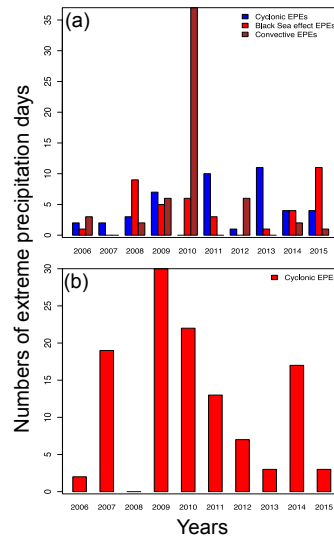 (a)
Cyclonic EPEs
Black Sea effect EPEs
Convective EPEs
35
30
25
20
15
10
5
0
2006 2007 2008 2009 2010 2011 2012 2013 2014 2015
(b)
Cyclonic EPE
30
25
20
15
10
5
0
2006 2007 2008 2009 2010 2011 2012 2013 2014 2015
Numbers of extreme precipitation days
Years